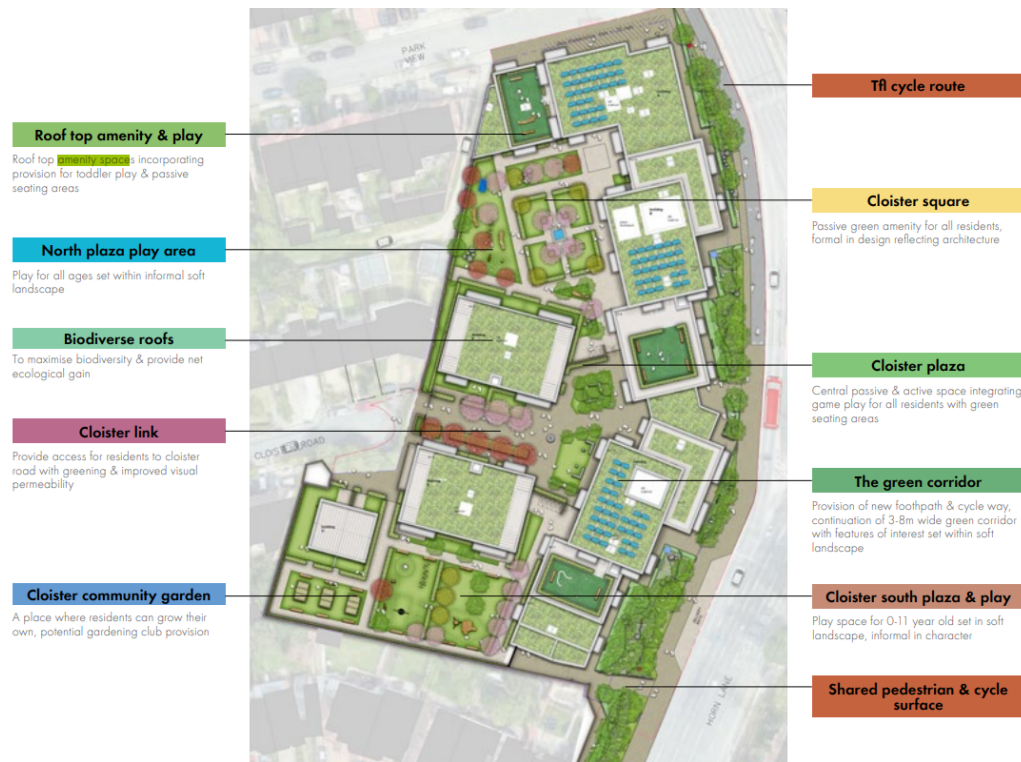 PARK
VIEW
Tfl cycle route
Roof top amenity & play
Roof top amenity spaces incorporating
provision for toddler play & passive
seating areas
Cloister square
Passive green amenity for all residents,
formal in design reflecting architecture
North plaza play area
Play for all ages set within informal soft
landscape
Biodiverse roofs
To maximise biodiversity & provide net
ecological gain
Cloister plaza
Central passive & active space integrating
game play for all residents with green
seating areas
Cloister link
Provide access for residents to cloister
road with greening & improved visual
permeability
CLOISTER ROAD
The green corridor
Provision of new footpath & cycle way,
continuation of 3-8m wide green corridor
with features of interest set within soft
landscape
Cloister community garden
A place where residents can grow their
own, potential gardening club provision
Cloister south plaza & play
Play space for 0-11 year old set in soft
landscape, informal in character
Shared pedestrian & cycle
surface
HORN LANE